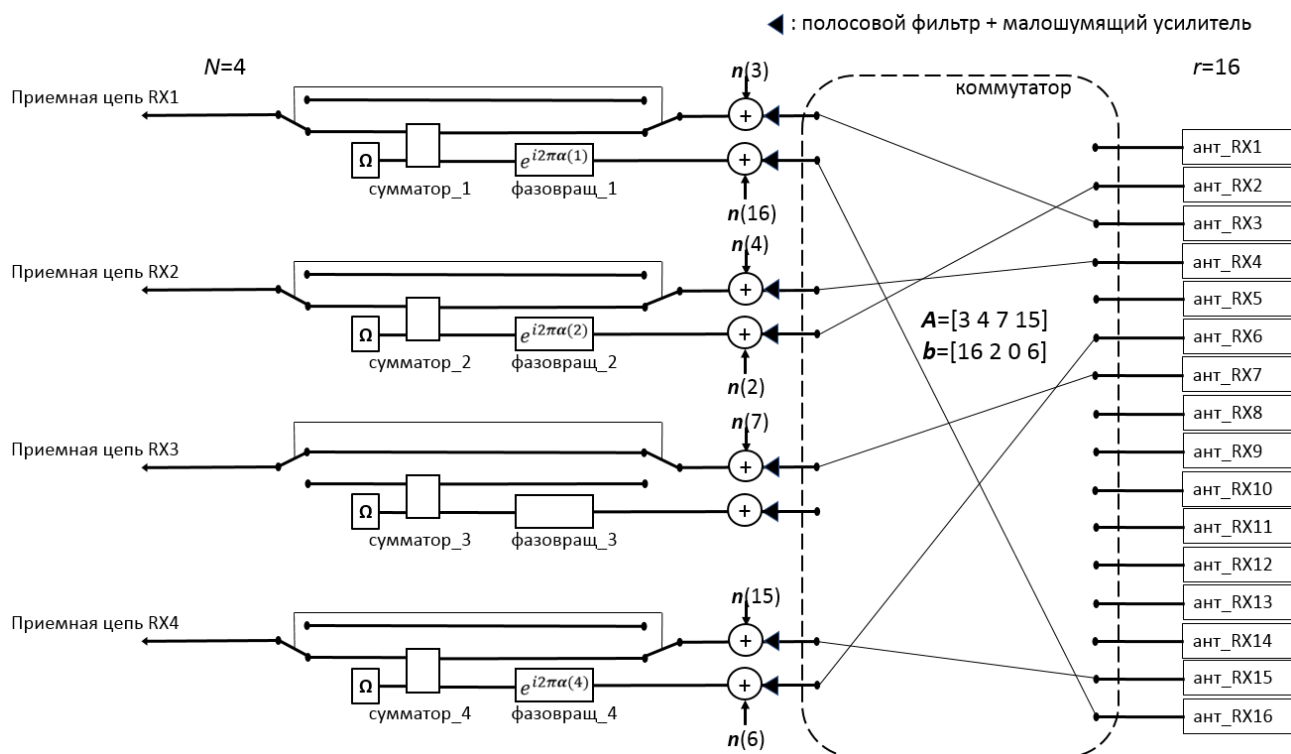 : полосовой фильтр + малошумящий усилитель
N=4
r=16
коммутатор
Приемная цепь RX1
n(3)
+
Ω
e^{i2πα(1)}
+
сумматор_1
фазовращ_1
n(16)
Приемная цепь RX2
n(4)
+
Ω
e^{i2πα(2)}
+
сумматор_2
фазовращ_2
n(2)
Приемная цепь RX3
n(7)
+
Ω
+
сумматор_3
фазовращ_3
Приемная цепь RX4
n(15)
+
Ω
e^{i2πα(4)}
+
сумматор_4
фазовращ_4
n(6)
A=[3 4 7 15]
b=[16 2 0 6]
ант_RX1
ант_RX2
ант_RX3
ант_RX4
ант_RX5
ант_RX6
ант_RX7
ант_RX8
ант_RX9
ант_RX10
ант_RX11
ант_RX12
ант_RX13
ант_RX14
ант_RX15
ант_RX16